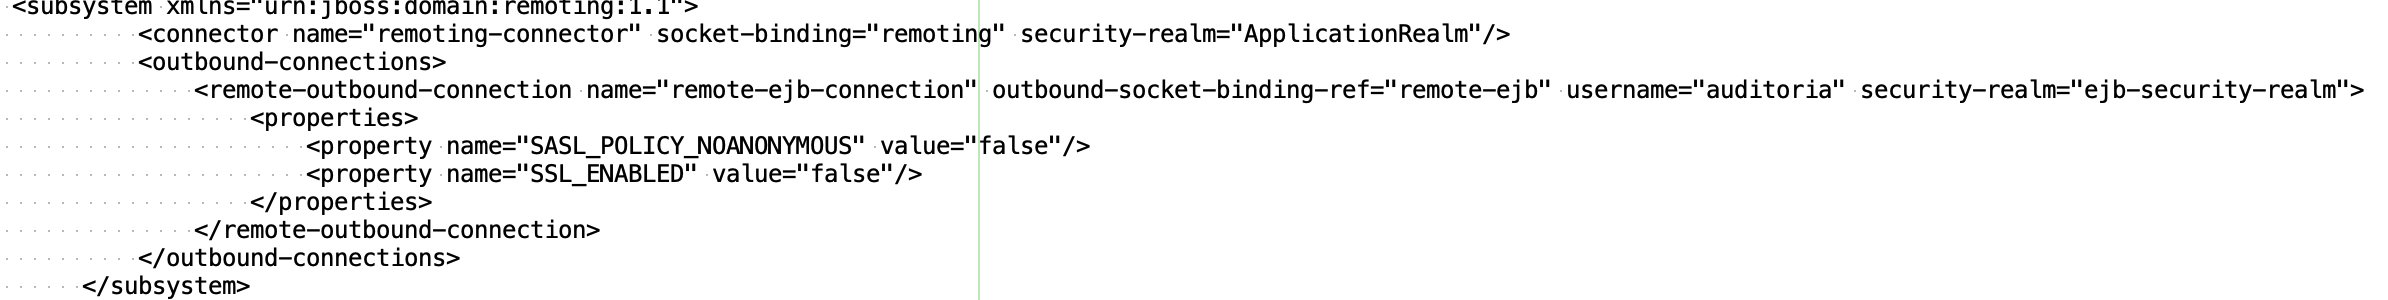 <subsystem xmlns="urn:jboss:domain:remoting:1.1">
<connector name="remoting-connector" socket-binding="remoting" security-realm="ApplicationRealm"/>
<outbound-connections>
<remote-outbound-connection name="remote-ejb-connection" outbound-socket-binding-ref="remote-ejb" username="auditoria" security-realm="ejb-security-realm">
<properties>
<property name="SASL_POLICY_NOANONYMOUS" value="false"/>
<property name="SSL_ENABLED" value="false"/>
</properties>
</remote-outbound-connection>
</outbound-connections>
</subsystem>